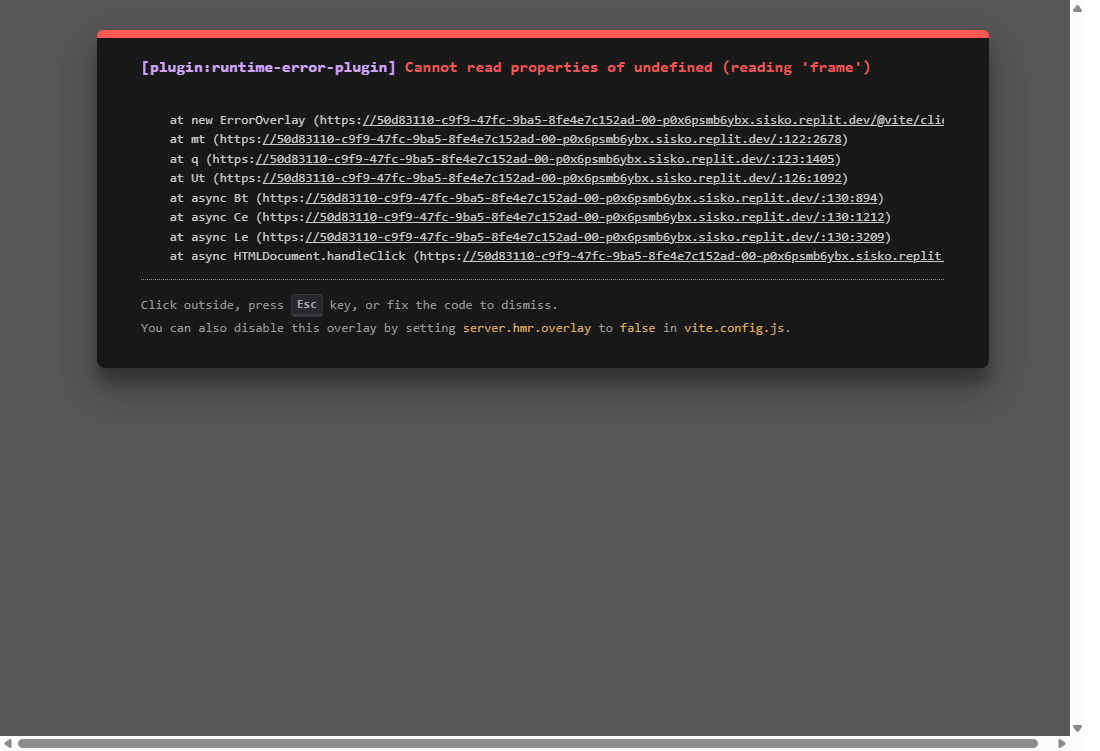 [plugin:runtime-error-plugin] Cannot read properties of undefined (reading 'frame')
at new ErrorOverlay (https://50d83110-c9f9-47fc-9ba5-8fe4e7c152ad-00-p0x6psmb6ybx.sisko.replit.dev/@vite/clie
at mt (https://50d83110-c9f9-47fc-9ba5-8fe4e7c152ad-00-p0x6psmb6ybx.sisko.replit.dev/:122:2678)
at q (https://50d83110-c9f9-47fc-9ba5-8fe4e7c152ad-00-p0x6psmb6ybx.sisko.replit.dev/:123:1405)
at Ut (https://50d83110-c9f9-47fc-9ba5-8fe4e7c152ad-00-p0x6psmb6ybx.sisko.replit.dev/:126:1092)
at async Bt (https://50d83110-c9f9-47fc-9ba5-8fe4e7c152ad-00-p0x6psmb6ybx.sisko.replit.dev/:130:894)
at async Ce (https://50d83110-c9f9-47fc-9ba5-8fe4e7c152ad-00-p0x6psmb6ybx.sisko.replit.dev/:130:1212)
at async Le (https://50d83110-c9f9-47fc-9ba5-8fe4e7c152ad-00-p0x6psmb6ybx.sisko.replit.dev/:130:3209)
at async HTMLDocument.handleClick (https://50d83110-c9f9-47fc-9ba5-8fe4e7c152ad-00-p0x6psmb6ybx.sisko.replit.
Click outside, press Esc key, or fix the code to dismiss.
You can also disable this overlay by setting server.hmr.overlay to false in vite.config.js.